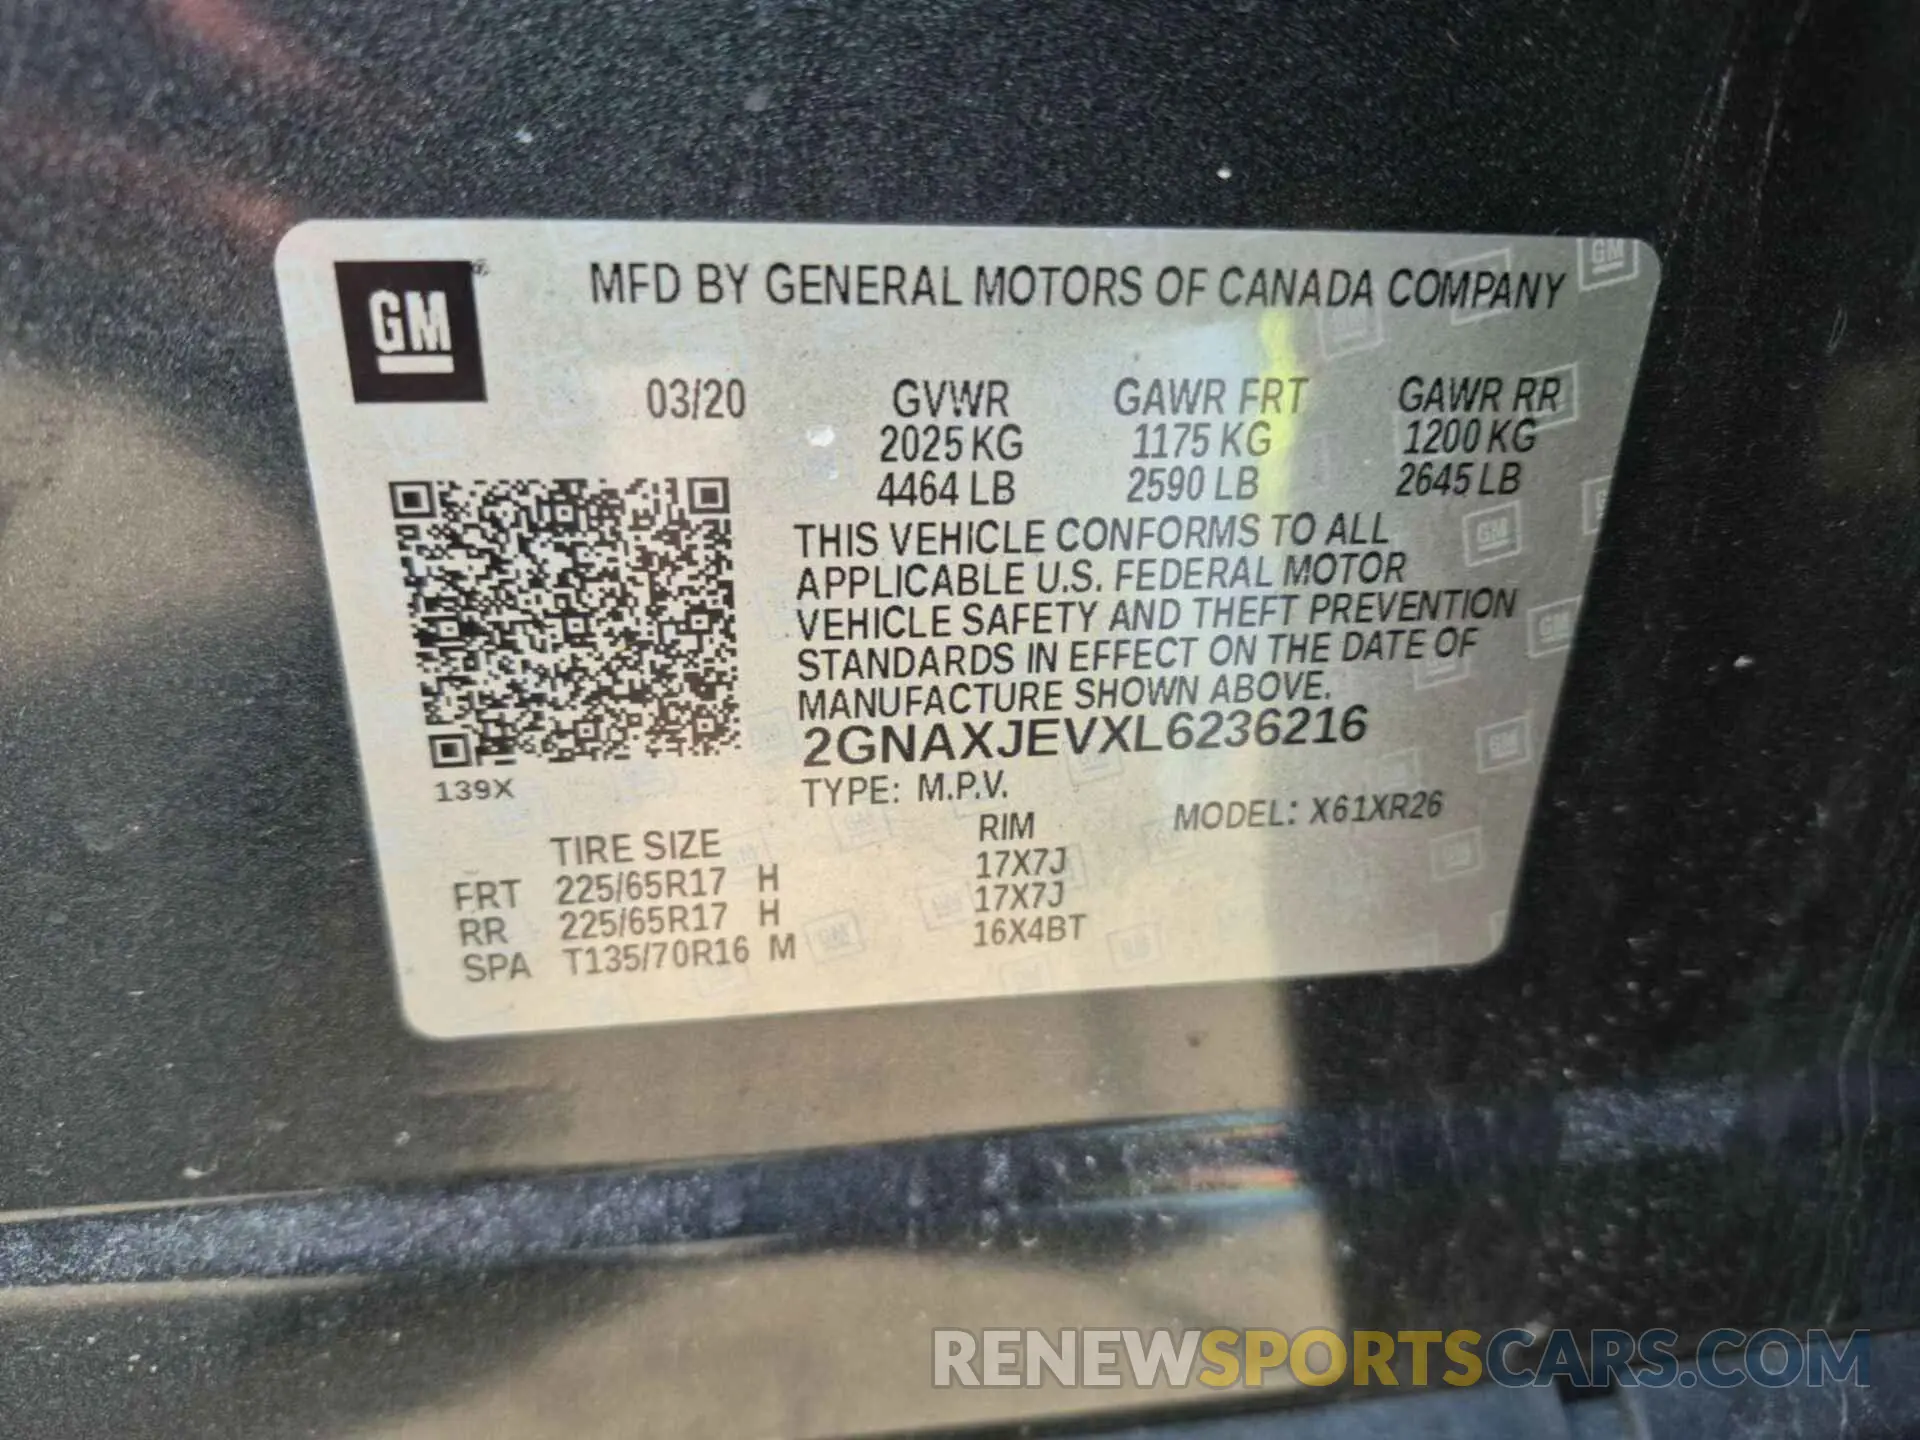 GM ® MFD BY GENERAL MOTORS OF CANADA COMPANY
03/20 GVWR GAWR FRT GAWR RR
2025 KG 1175 KG 1200 KG
4464 LB 2590 LB 2645 LB
THIS VEHICLE CONFORMS TO ALL
APPLICABLE U.S. FEDERAL MOTOR
VEHICLE SAFETY AND THEFT PREVENTION
STANDARDS IN EFFECT ON THE DATE OF
MANUFACTURE SHOWN ABOVE.
2GNAXJEVXL6236216
139X TYPE: M.P.V. MODEL: X61XR26
TIRE SIZE RIM
FRT 225/65R17 H 17X7J
RR 225/65R17 H 17X7J
SPA T135/70R16 M 16X4BT
RENEWSPORTSCARS.COM